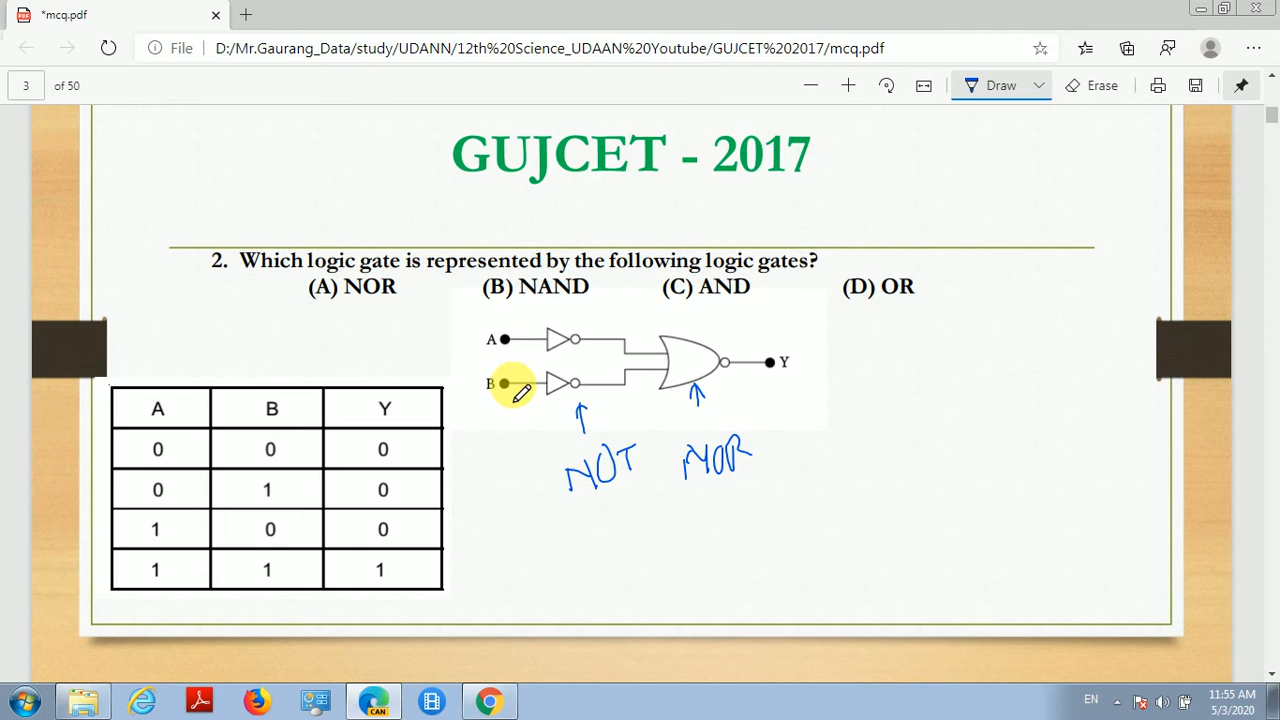 *mcq.pdf
File
D:/Mr.Gaurang_Data/study/UDANN/12th%20Science_UDAAN%20Youtube/GUJCET%202017/mcq.pdf
3 of 50
Draw
Erase
GUJCET - 2017
2. Which logic gate is represented by the following logic gates?
(A) NOR (B) NAND (C) AND (D) OR
A
Y
B
NOT NOR
A B Y
0 0 0
0 1 0
1 0 0
1 1 1
CAN
EN
11:55 AM
5/3/2020